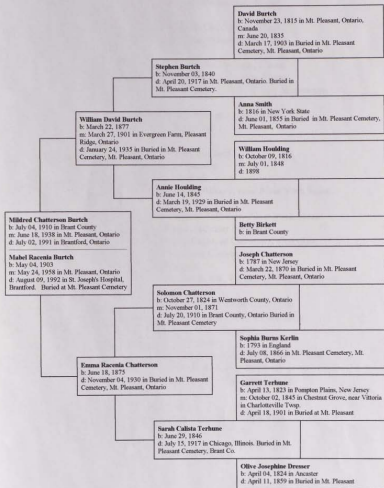 David Burtch
b: November 23, 1815 in Mt. Pleasant, Ontario,
Canada
m: June 20, 1835
d: March 17, 1903 in Buried in Mt. Pleasant
Cemetery, Mt. Pleasant, Ontario
Stephen Burtch
b: November 03, 1840
d: April 20, 1917 in Mt. Pleasant, Ontario. Buried in
Mt. Pleasant Cemetery.
Anna Smith
b: 1816 in New York State
d: June 01, 1855 in Buried in Mt. Pleasant Cemetery,
Mt. Pleasant, Ontario
William David Burtch
b: March 22, 1877
m: March 27, 1901 in Evergreen Farm, Pleasant
Ridge, Ontario
d: January 24, 1935 in Buried in Mt. Pleasant
Cemetery, Mt. Pleasant, Ontario
William Houlding
b: October 09, 1816
m: July 01, 1848
d: 1898
Annie Houlding
b: June 14, 1845
d: March 19, 1929 in Buried in Mt. Pleasant
Cemetery, Mt. Pleasant, Ontario
Betty Birkett
b: in Brant County
Mildred Chatterson Burtch
b: July 04, 1910 in Brant County
m: June 18, 1938 in Mt. Pleasant, Ontario
d: July 02, 1991 in Brantford, Ontario
Mabel Racenia Burtch
b: May 04, 1903
m: May 24, 1958 in Mt. Pleasant, Ontario
d: August 09, 1992 in St. Joseph's Hospital,
Brantford. Buried at Mt. Pleasant Cemetery
Joseph Chatterson
b: 1787 in New Jersey
d: March 22, 1870 in Buried in Mt. Pleasant
Cemetery, Mt. Pleasant, Ontario
Solomon Chatterson
b: October 27, 1824 in Wentworth County, Ontario
m: November 01, 1871
d: July 20, 1910 in Brant County, Ontario Buried in
Mt. Pleasant Cemetery
Sophia Burns Kerlin
b: 1793 in England
d: July 08, 1866 in Mt. Pleasant Cemetery, Mt.
Pleasant, Ontario
Emma Racenia Chatterson
b: June 18, 1875
d: November 04, 1930 in Buried in Mt. Pleasant
Cemetery, Mt. Pleasant, Ontario
Garrett Terhune
b: April 13, 1823 in Pompton Plains, New Jersey
m: October 02, 1845 in Chestnut Grove, near Vittoria
in Charlotteville Twsp.
d: April 18, 1901 in Buried at Mt. Pleasant
Sarah Calista Terhune
b: June 29, 1846
d: July 15, 1917 in Chicago, Illinois. Buried in Mt.
Pleasant Cemetery, Brant Co.
Olive Josephine Dresser
b: April 04, 1824 in Ancaster
d: April 11, 1859 in Buried in Mt. Pleasant